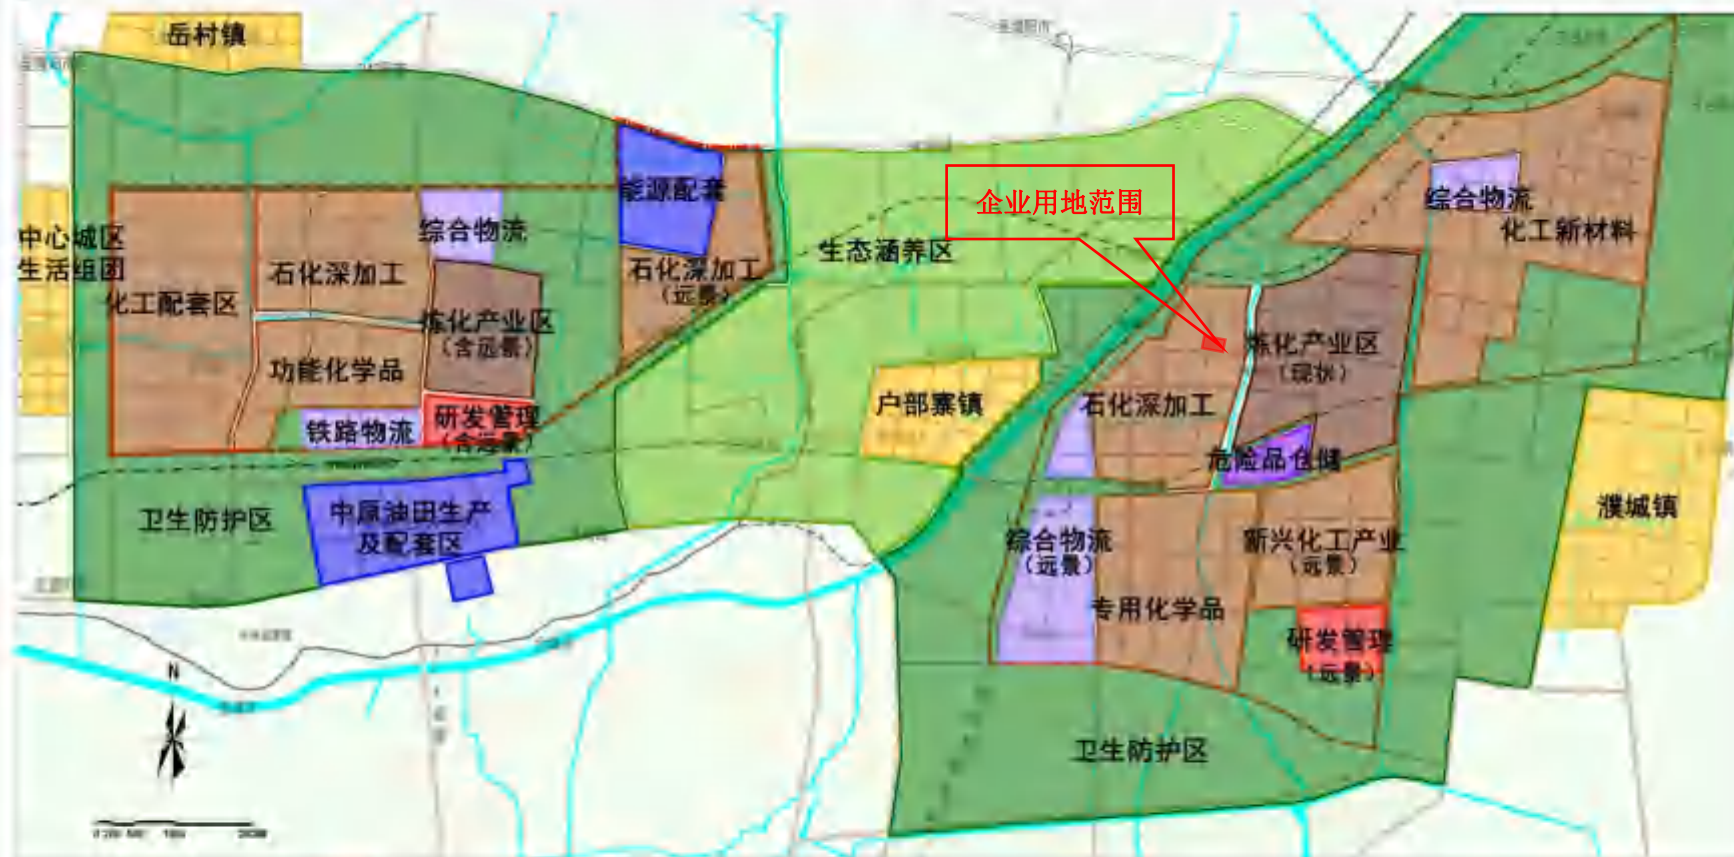 岳村镇
能源配套
企业用地范围
综合物流
化工新材料
中心城区
生活组团
综合物流
生态涵养区
石化深加工
石化深加工
（远景）
化工配套区
炼化产业区
（含远景）
炼化产业区
（现状）
功能化学品
户部寨镇
石化深加工
研发管理
（含远景）
铁路物流
危险品仓储
中原油田生产
及配套区
卫生防护区
濮城镇
综合物流
（远景）
新兴化工产业
（远景）
专用化学品
研发管理
（远景）
N
卫生防护区